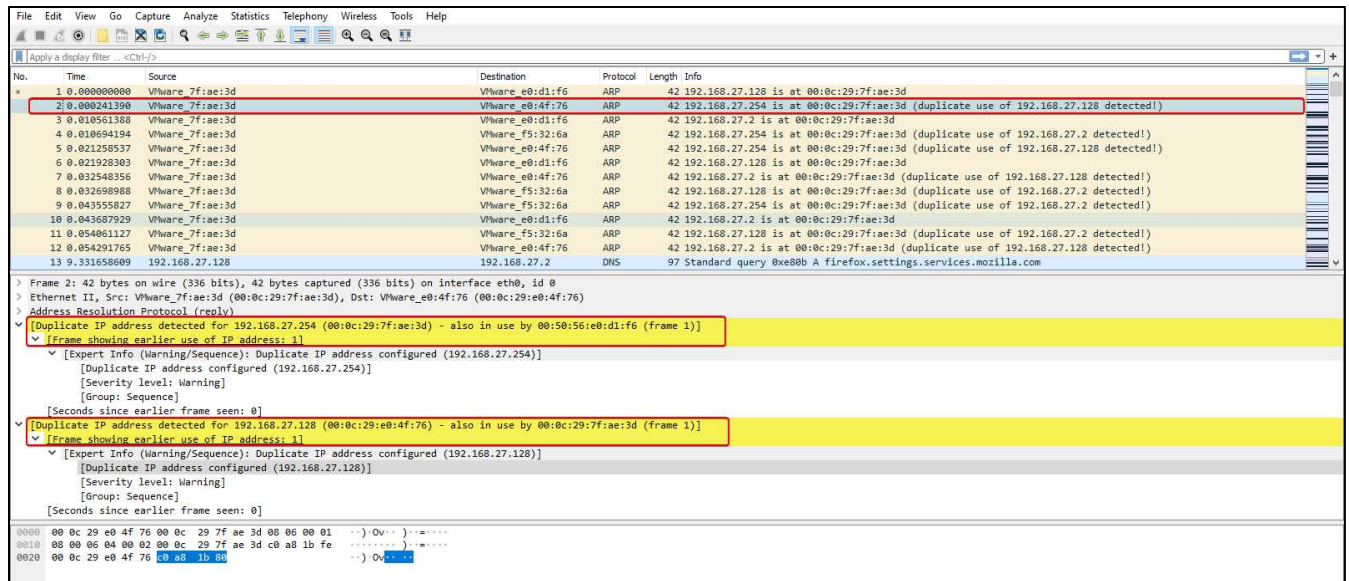 File Edit View Go Capture Analyze Statistics Telephony Wireless Tools Help
Apply a display filter ... <Ctrl-/>
No. Time Source Destination Protocol Length Info
1 0.000000000 VMware_7f:ae:3d VMware_e0:d1:f6 ARP 42 192.168.27.128 is at 00:0c:29:7f:ae:3d
2 0.000241390 VMware_7f:ae:3d VMware_e0:4f:76 ARP 42 192.168.27.254 is at 00:0c:29:7f:ae:3d (duplicate use of 192.168.27.128 detected!)
3 0.010561388 VMware_7f:ae:3d VMware_e0:d1:f6 ARP 42 192.168.27.2 is at 00:0c:29:7f:ae:3d
4 0.010694194 VMware_7f:ae:3d VMware_f5:32:6a ARP 42 192.168.27.254 is at 00:0c:29:7f:ae:3d (duplicate use of 192.168.27.2 detected!)
5 0.021258537 VMware_7f:ae:3d VMware_e0:4f:76 ARP 42 192.168.27.254 is at 00:0c:29:7f:ae:3d (duplicate use of 192.168.27.128 detected!)
6 0.021928303 VMware_7f:ae:3d VMware_e0:d1:f6 ARP 42 192.168.27.128 is at 00:0c:29:7f:ae:3d
7 0.032548356 VMware_7f:ae:3d VMware_e0:4f:76 ARP 42 192.168.27.2 is at 00:0c:29:7f:ae:3d (duplicate use of 192.168.27.128 detected!)
8 0.032698988 VMware_7f:ae:3d VMware_f5:32:6a ARP 42 192.168.27.128 is at 00:0c:29:7f:ae:3d (duplicate use of 192.168.27.2 detected!)
9 0.043555827 VMware_7f:ae:3d VMware_f5:32:6a ARP 42 192.168.27.254 is at 00:0c:29:7f:ae:3d (duplicate use of 192.168.27.2 detected!)
10 0.043687929 VMware_7f:ae:3d VMware_e0:d1:f6 ARP 42 192.168.27.2 is at 00:0c:29:7f:ae:3d
11 0.054061127 VMware_7f:ae:3d VMware_f5:32:6a ARP 42 192.168.27.128 is at 00:0c:29:7f:ae:3d (duplicate use of 192.168.27.2 detected!)
12 0.054291765 VMware_7f:ae:3d VMware_e0:4f:76 ARP 42 192.168.27.2 is at 00:0c:29:7f:ae:3d (duplicate use of 192.168.27.128 detected!)
13 9.331658609 192.168.27.128 192.168.27.2 DNS 97 Standard query 0xe80b A firefox.settings.services.mozilla.com
Frame 2: 42 bytes on wire (336 bits), 42 bytes captured (336 bits) on interface eth0, id 0
Ethernet II, Src: VMware_7f:ae:3d (00:0c:29:7f:ae:3d), Dst: VMware_e0:4f:76 (00:0c:29:e0:4f:76)
Address Resolution Protocol (reply)
[Duplicate IP address detected for 192.168.27.254 (00:0c:29:7f:ae:3d) - also in use by 00:50:56:e0:d1:f6 (frame 1)]
[Frame showing earlier use of IP address: 1]
[Expert Info (Warning/Sequence): Duplicate IP address configured (192.168.27.254)]
[Duplicate IP address configured (192.168.27.254)]
[Severity level: Warning]
[Group: Sequence]
[Seconds since earlier frame seen: 0]
[Duplicate IP address detected for 192.168.27.128 (00:0c:29:e0:4f:76) - also in use by 00:0c:29:7f:ae:3d (frame 1)]
[Frame showing earlier use of IP address: 1]
[Expert Info (Warning/Sequence): Duplicate IP address configured (192.168.27.128)]
[Duplicate IP address configured (192.168.27.128)]
[Severity level: Warning]
[Group: Sequence]
[Seconds since earlier frame seen: 0]
0000 00 0c 29 e0 4f 76 00 0c 29 7f ae 3d 08 06 00 01 ··)·Ov·· )··=····
0010 08 00 06 04 00 02 00 0c 29 7f ae 3d c0 a8 1b fe ········ )··=····
0020 00 0c 29 e0 4f 76 c0 a8 1b 80 ··)·Ov·· ··